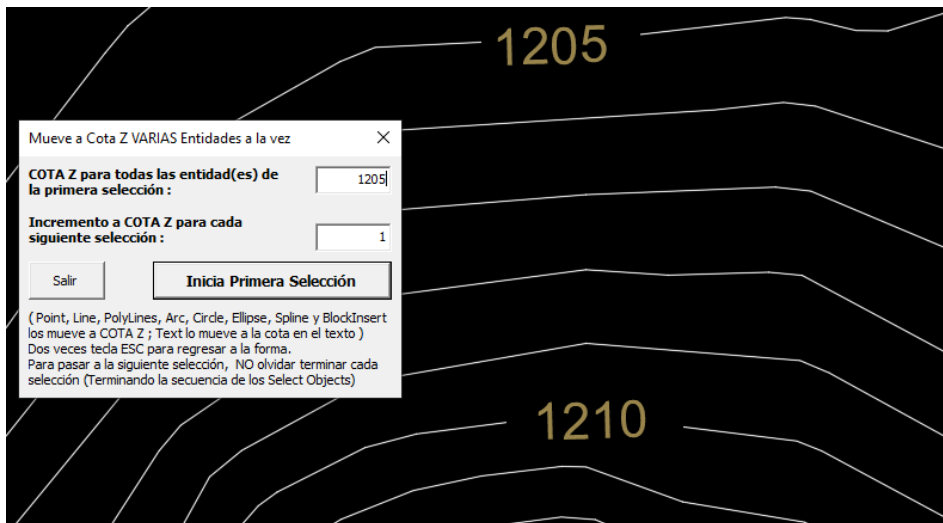 1205
Mueve a Cota Z VARIAS Entidades a la vez
COTA Z para todas las entidad(es) de
la primera selección :
1205
Incremento a COTA Z para cada
siguiente selección :
1
Salir
Inicia Primera Selección
( Point, Line, PolyLines, Arc, Circle, Ellipse, Spline y BlockInsert
los mueve a COTA Z ; Text lo mueve a la cota en el texto )
Dos veces tecla ESC para regresar a la forma.
Para pasar a la siguiente selección, NO olvidar terminar cada
selección (Terminando la secuencia de los Select Objects)
1210